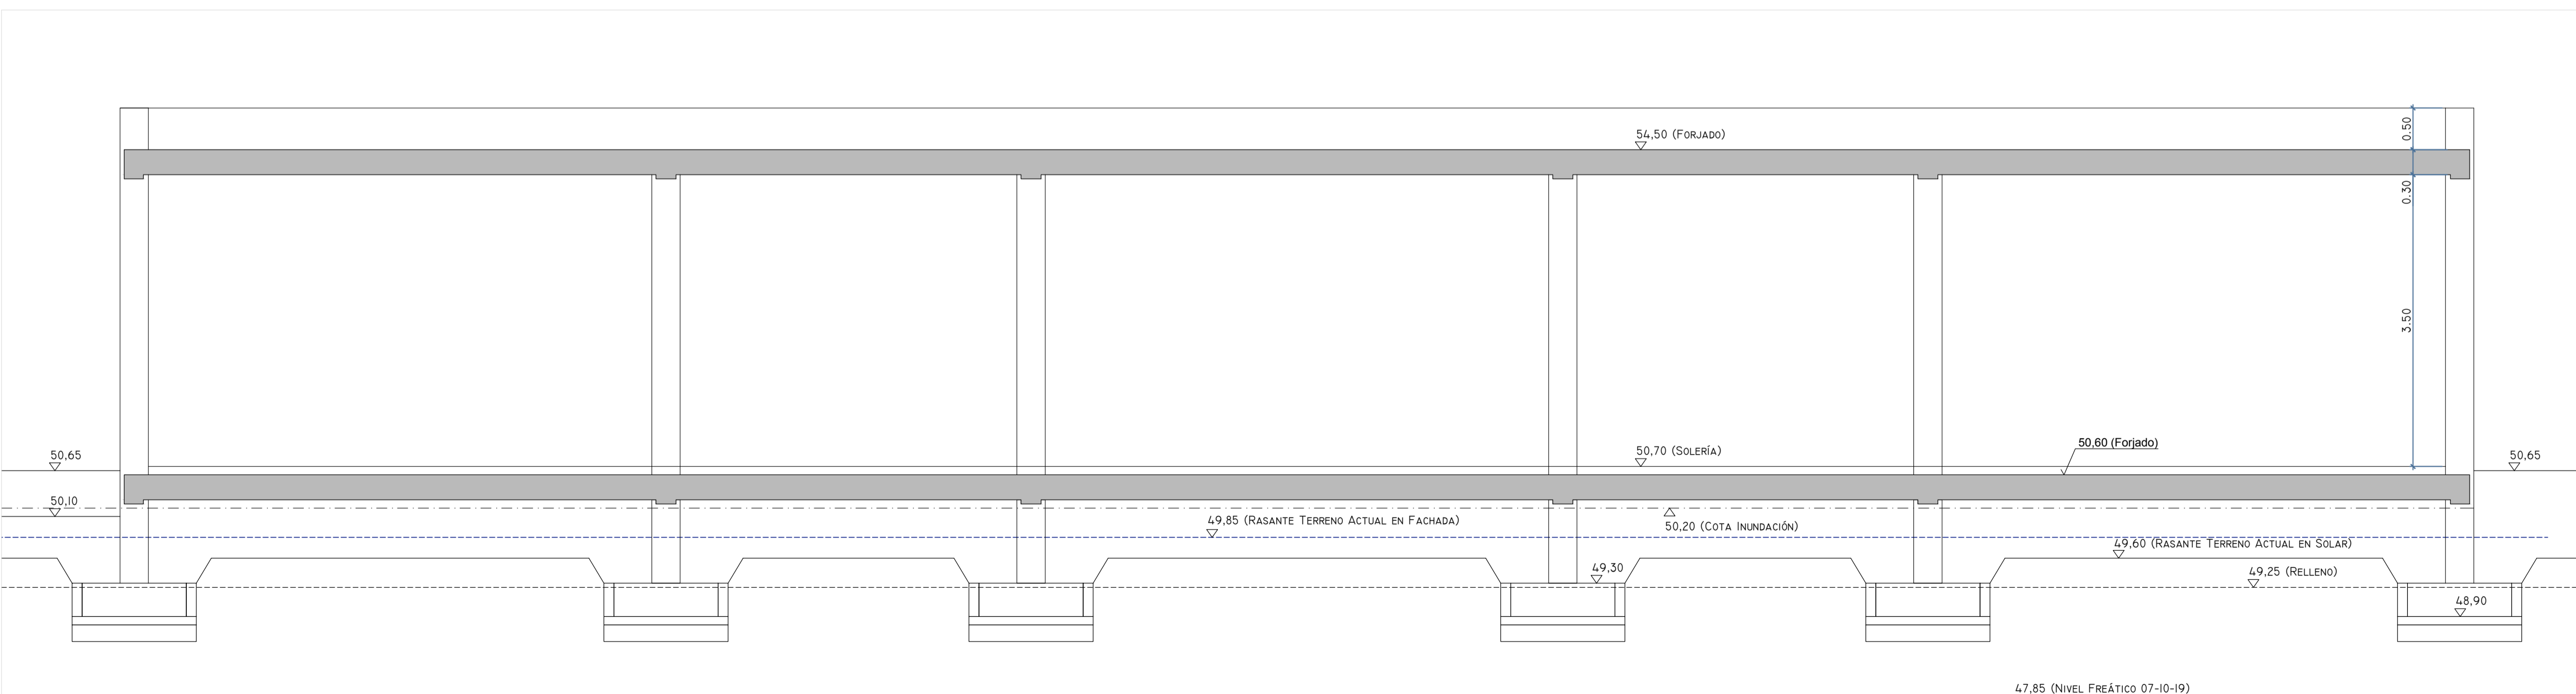 0.50
54,50 (Forjado)
0.30
3.50
50,60 (Forjado)
50,65
50,70 (Solería)
50,65
50,10
49,85 (Rasante Terreno Actual en Fachada)
50,20 (Cota Inundación)
49,60 (Rasante Terreno Actual en Solar)
49,30
49,25 (Relleno)
48,90
47,85 (Nivel Freático 07-10-19)